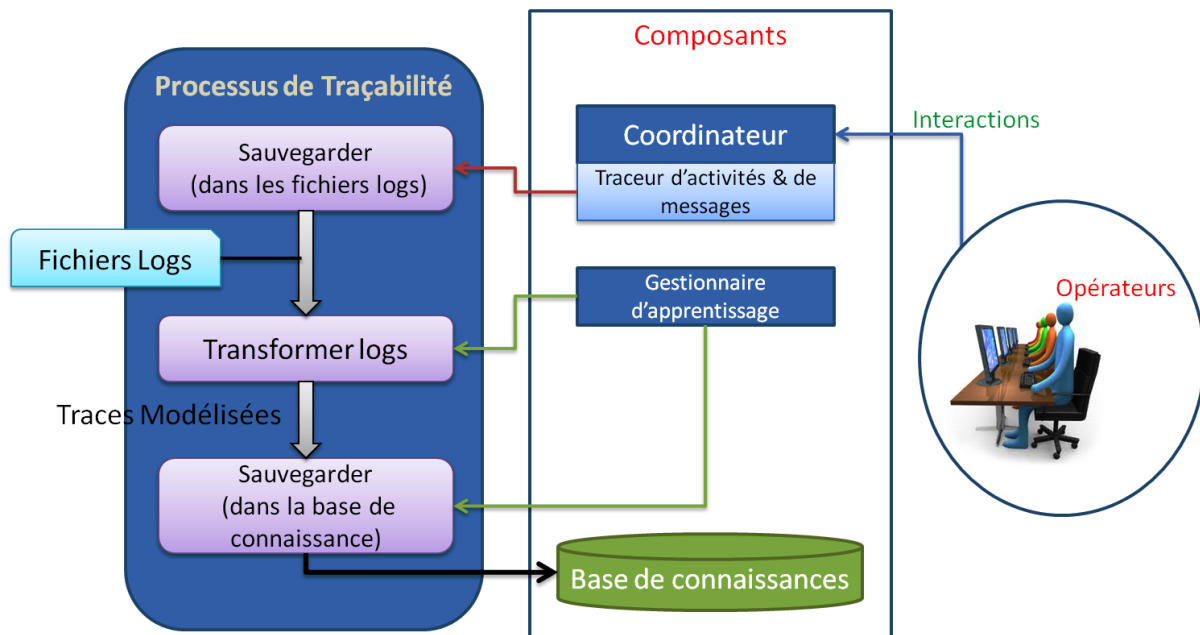 Composants
Processus de Traçabilité
Sauvegarder
(dans les fichiers logs)
Coordinateur
Traceur d’activités & de
messages
Interactions
Fichiers Logs
Gestionnaire
d’apprentissage
Opérateurs
Transformer logs
Traces Modélisées
Sauvegarder
(dans la base de
connaissance)
Base de connaissances